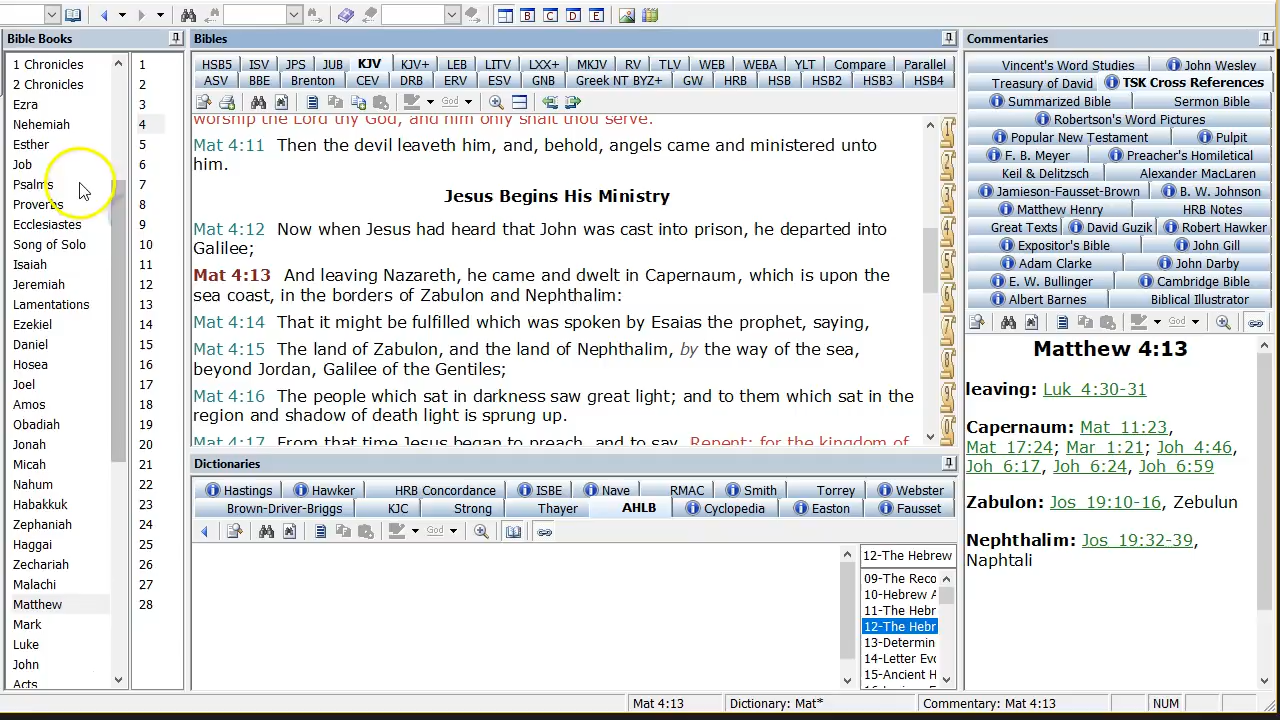 Bible Books
1 Chronicles
2 Chronicles
Ezra
Nehemiah
Esther
Job
Psalms
Proverbs
Ecclesiastes
Song of Solo
Isaiah
Jeremiah
Lamentations
Ezekiel
Daniel
Hosea
Joel
Amos
Obadiah
Jonah
Micah
Nahum
Habakkuk
Zephaniah
Haggai
Zechariah
Malachi
Matthew
Mark
Luke
John
Acts
1
2
3
4
5
6
7
8
9
10
11
12
13
14
15
16
17
18
19
20
21
22
23
24
25
26
27
28
B C D E
Bibles
HSB5 ISV JPS JUB KJV KJV+ LEB LITV LXX+ MKJV RV TLV WEB WEBA YLT Compare Parallel
ASV BBE Brenton CEV DRB ERV ESV GNB Greek NT BYZ+ GW HRB HSB HSB2 HSB3 HSB4
God
worship the Lord thy God, and him only shalt thou serve.
Mat 4:11 Then the devil leaveth him, and, behold, angels came and ministered unto
him.
Jesus Begins His Ministry
Mat 4:12 Now when Jesus had heard that John was cast into prison, he departed into
Galilee;
Mat 4:13 And leaving Nazareth, he came and dwelt in Capernaum, which is upon the
sea coast, in the borders of Zabulon and Nephthalim:
Mat 4:14 That it might be fulfilled which was spoken by Esaias the prophet, saying,
Mat 4:15 The land of Zabulon, and the land of Nephthalim, by the way of the sea,
beyond Jordan, Galilee of the Gentiles;
Mat 4:16 The people which sat in darkness saw great light; and to them which sat in the
region and shadow of death light is sprung up.
Mat 4:17 From that time Jesus began to preach, and to say, Repent: for the kingdom of
1
2
3
4
5
6
7
8
9
0
Dictionaries
Hastings Hawker HRB Concordance ISBE Nave RMAC Smith Torrey Webster
Brown-Driver-Briggs KJC Strong Thayer AHLB Cyclopedia Easton Fausset
God
12-The Hebrew
09-The Reco
10-Hebrew A
11-The Hebr
12-The Hebr
13-Determin
14-Letter Evo
15-Ancient H
Commentaries
Vincent's Word Studies John Wesley
Treasury of David TSK Cross References
Summarized Bible Sermon Bible
Robertson's Word Pictures
Popular New Testament Pulpit
F. B. Meyer Preacher's Homiletical
Keil & Delitzsch Alexander MacLaren
Jamieson-Fausset-Brown B. W. Johnson
Matthew Henry HRB Notes
Great Texts David Guzik Robert Hawker
Expositor's Bible John Gill
Adam Clarke John Darby
E. W. Bullinger Cambridge Bible
Albert Barnes Biblical Illustrator
God
Matthew 4:13
leaving: Luk 4:30-31
Capernaum: Mat 11:23,
Mat 17:24; Mar 1:21; Joh 4:46,
Joh 6:17, Joh 6:24, Joh 6:59
Zabulon: Jos 19:10-16, Zebulun
Nephthalim: Jos 19:32-39,
Naphtali
Mat 4:13 Dictionary: Mat* Commentary: Mat 4:13 NUM